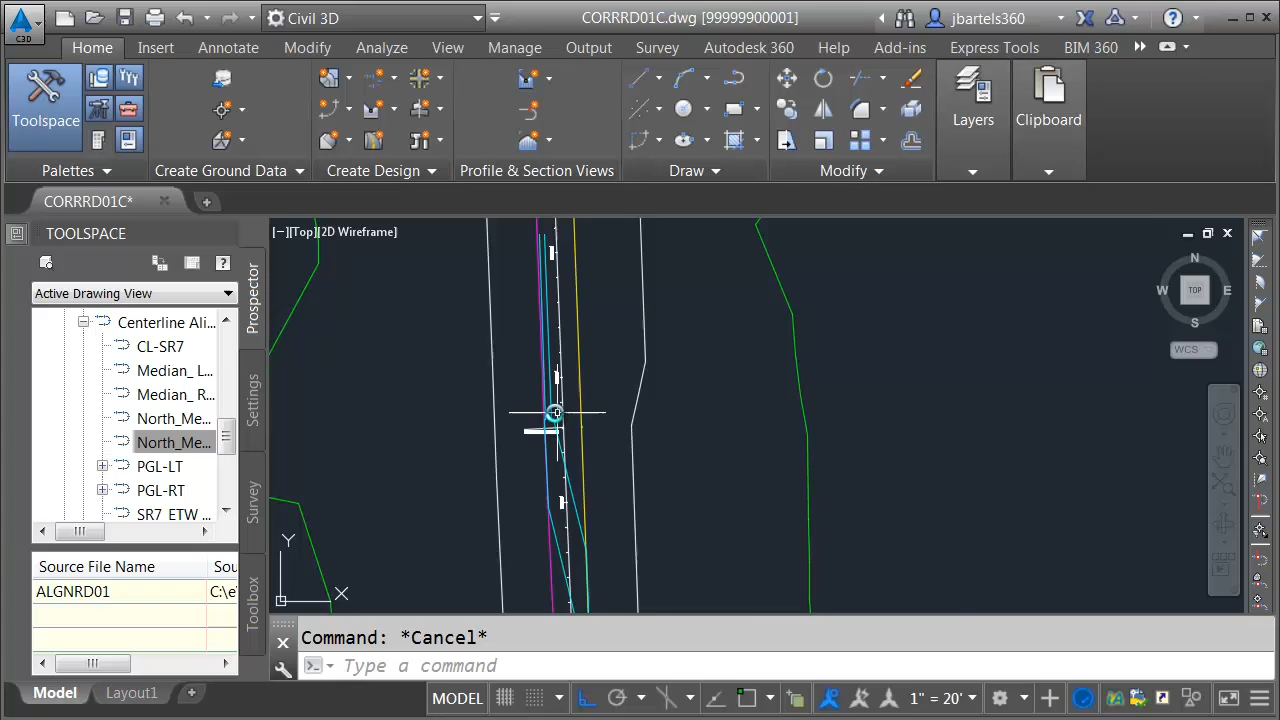 C3D
Civil 3D
CORRRD01C.dwg [99999900001]
jbartels360
Home
Insert
Annotate
Modify
Analyze
View
Manage
Output
Survey
Autodesk 360
Help
Add-ins
Express Tools
BIM 360
Toolspace
Layers
Clipboard
Palettes
Create Ground Data
Create Design
Profile & Section Views
Draw
Modify
CORRRD01C*
TOOLSPACE
Active Drawing View
Centerline Ali...
CL-SR7
Median_ L...
Median_ R...
North_Me...
North_Me...
PGL-LT
PGL-RT
SR7_ETW ...
Source File Name
Sou
ALGNRD01
C:\e
Prospector
Settings
Survey
Toolbox
[−][Top][2D Wireframe]
N
W
TOP
E
S
WCS
Y
X
Command: *Cancel*
Type a command
Model
Layout1
MODEL
1" = 20'